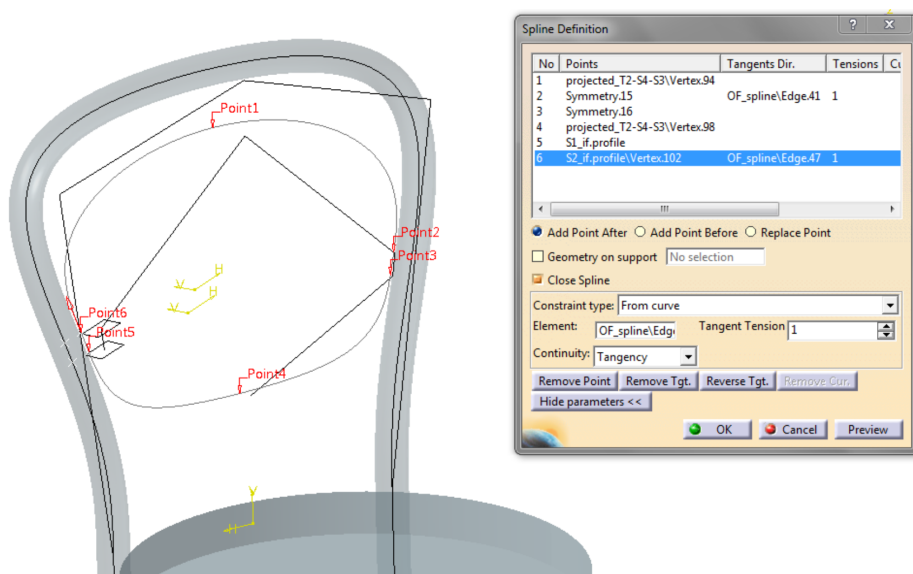 Spline Definition
? X
No Points Tangents Dir. Tensions Cu
1 projected_T2-S4-S3\Vertex.94
2 Symmetry.15 OF_spline\Edge.41 1
3 Symmetry.16
4 projected_T2-S4-S3\Vertex.98
5 S1_if.profile
6 S2_if.profile\Vertex.102 OF_spline\Edge.47 1
Add Point After Add Point Before Replace Point
Geometry on support No selection
Close Spline
Constraint type: From curve
Element: OF_spline\Edg Tangent Tension 1
Continuity: Tangency
Remove Point Remove Tgt. Reverse Tgt. Remove Cur.
Hide parameters <<
OK Cancel Preview
Point1
Point2
Point3
H
V
H
V
Point6
Point5
Point4
V
H